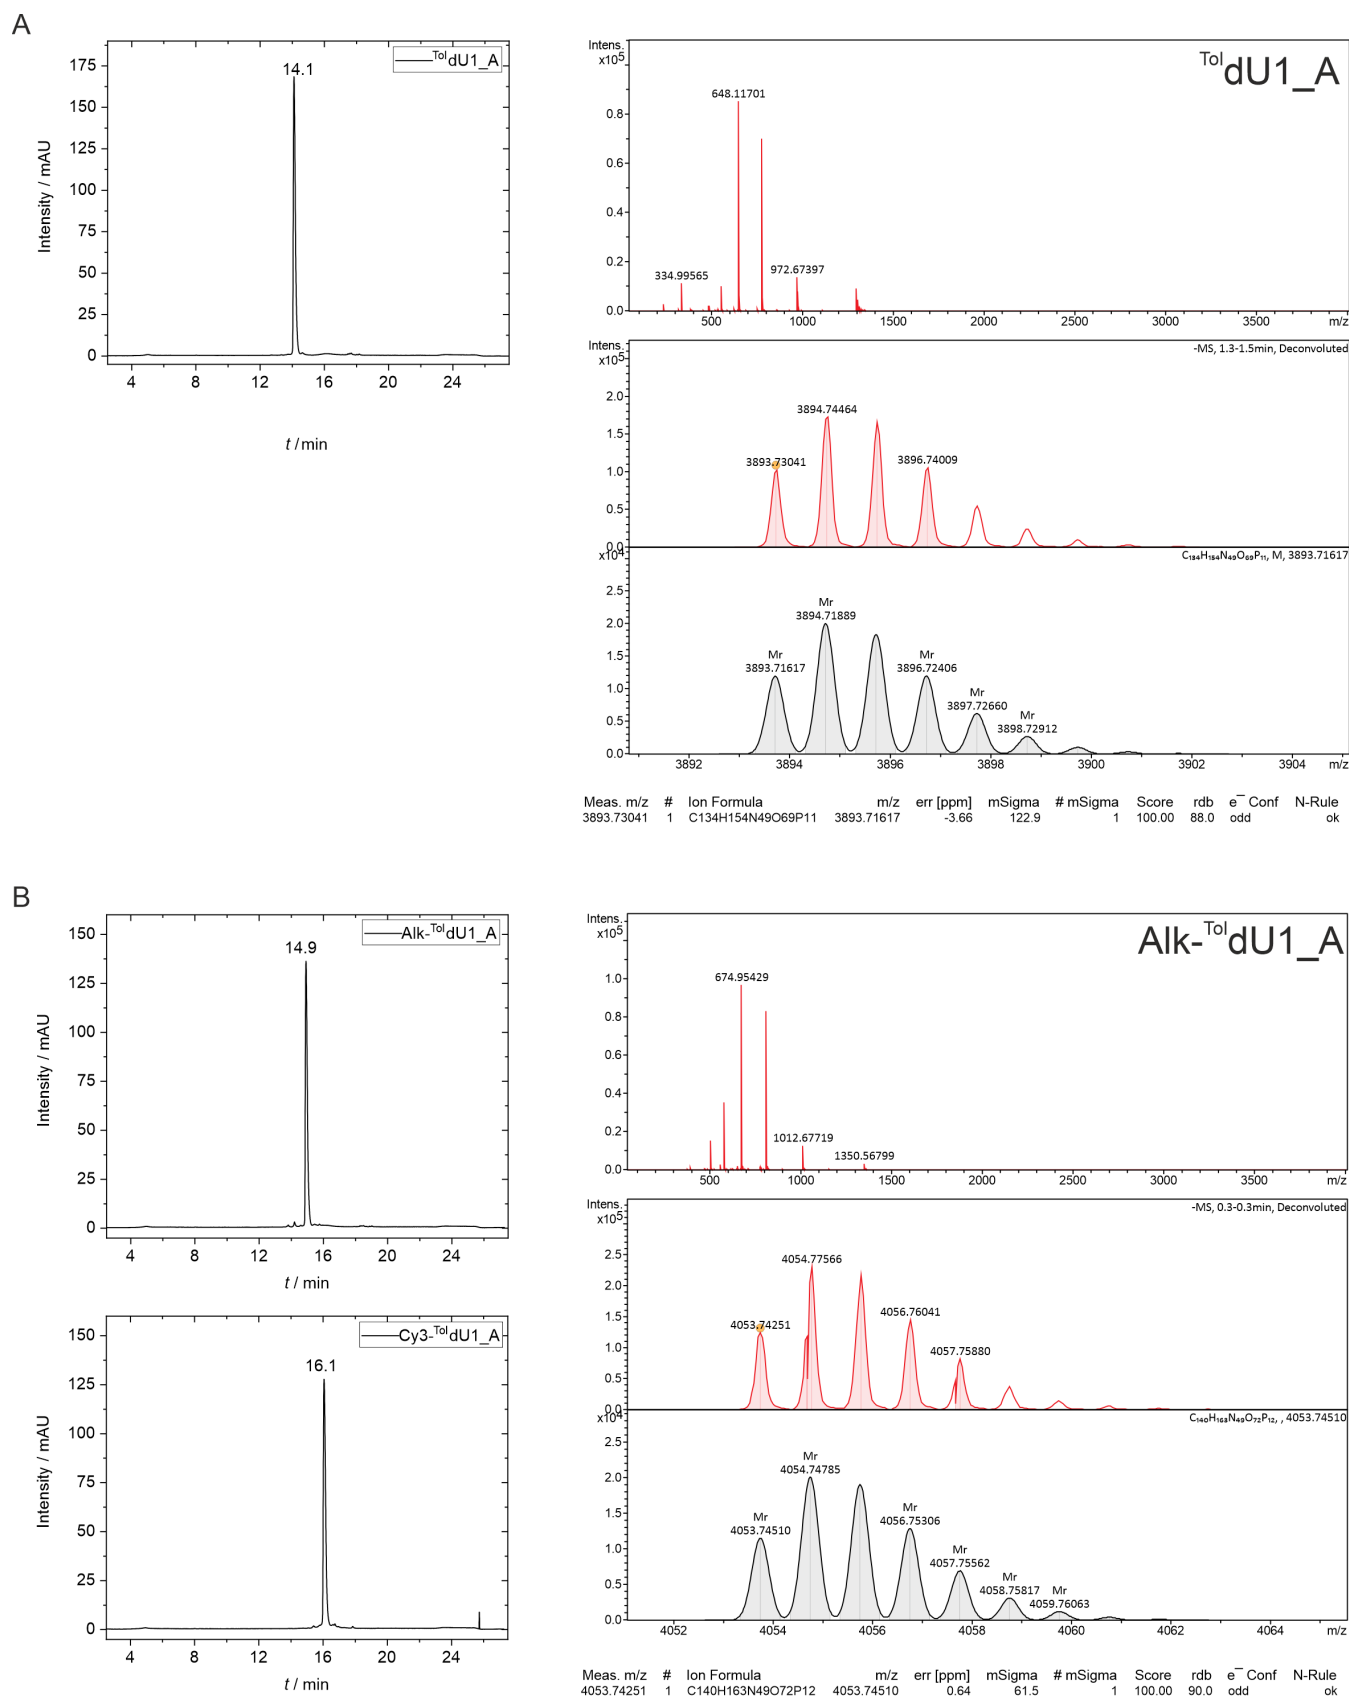 A
ToldU1_A
14.1
175
150
125
100
75
50
25
0
Intensity / mAU
4 8 12 16 20 24
t / min
Intens.
x10⁵
ToldU1_A
648.11701
334.99565
972.67397
0.8
0.6
0.4
0.2
0.0
500 1000 1500 2000 2500 3000 3500 m/z
Intens.
x10⁵
-MS, 1.3-1.5min, Deconvoluted
3894.74464
3893.73041
3896.74009
2.0
1.5
1.0
0.5
0.0
x10⁴
C₁₃₄H₁₅₄N₄₉O₆₉P₁₁, M, 3893.71617
Mr
3894.71889
Mr
3893.71617
Mr
3896.72406
Mr
3897.72660
Mr
3898.72912
2.5
2.0
1.5
1.0
0.5
0.0
3892 3894 3896 3898 3900 3902 3904 m/z
Meas. m/z # Ion Formula m/z err [ppm] mSigma # mSigma Score rdb e⁻ Conf N-Rule
3893.73041 1 C134H154N49O69P11 3893.71617 -3.66 122.9 1 100.00 88.0 odd ok
B
Alk-ToldU1_A
14.9
150
125
100
75
50
25
0
Intensity / mAU
4 8 12 16 20 24
t / min
Cy3-ToldU1_A
16.1
150
125
100
75
50
25
0
Intensity / mAU
4 8 12 16 20 24
t / min
Intens.
x10⁵
Alk-ToldU1_A
674.95429
1012.67719
1350.56799
1.0
0.8
0.6
0.4
0.2
0.0
500 1000 1500 2000 2500 3000 3500 m/z
Intens.
x10⁵
-MS, 0.3-0.3min, Deconvoluted
4054.77566
4053.74251
4056.76041
4057.75880
2.5
2.0
1.5
1.0
0.5
0.0
x10⁴
C₁₄₀H₁₆₃N₄₉O₇₂P₁₂, , 4053.74510
Mr
4054.74785
Mr
4053.74510
Mr
4056.75306
Mr
4057.75562
Mr
4058.75817
Mr
4059.76063
2.5
2.0
1.5
1.0
0.5
0.0
4052 4054 4056 4058 4060 4062 4064 m/z
Meas. m/z # Ion Formula m/z err [ppm] mSigma # mSigma Score rdb e⁻ Conf N-Rule
4053.74251 1 C140H163N49O72P12 4053.74510 0.64 61.5 1 100.00 90.0 odd ok